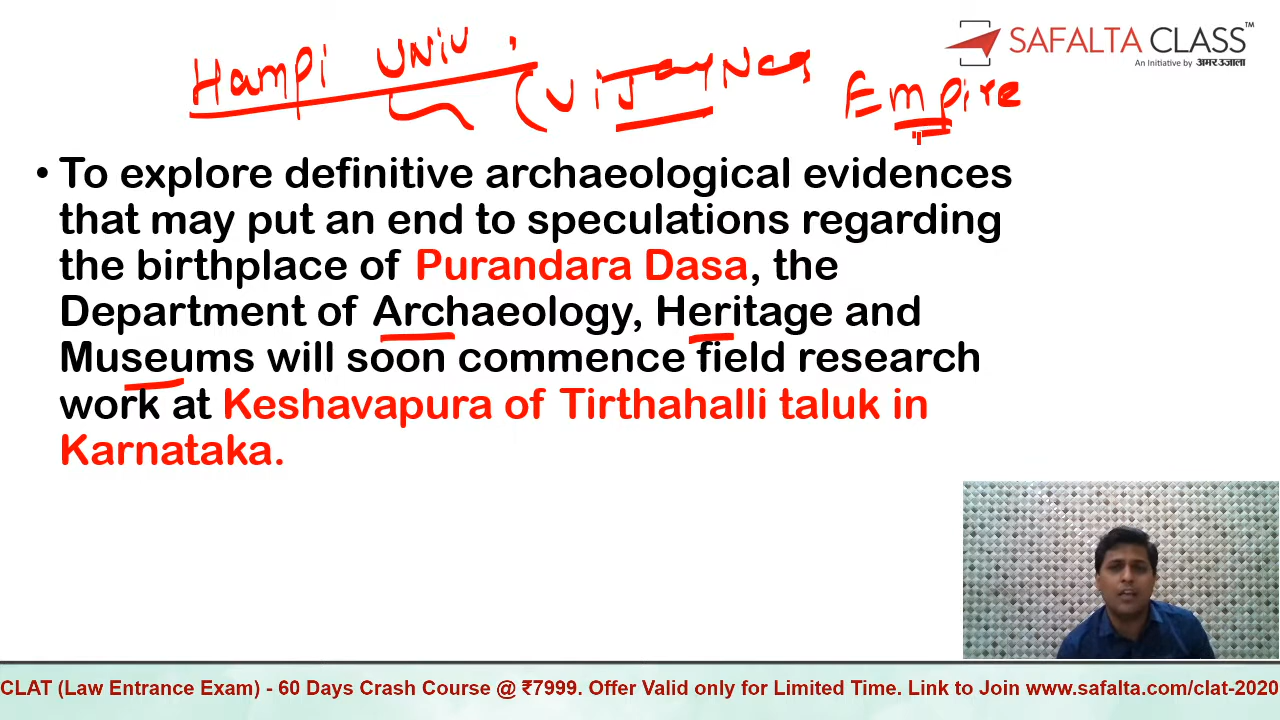 SAFALTA CLASS™
An Initiative by अमर उजाला
Hampi UNiV. (VijayNag Empire
• To explore definitive archaeological evidences
that may put an end to speculations regarding
the birthplace of Purandara Dasa, the
Department of Archaeology, Heritage and
Museums will soon commence field research
work at Keshavapura of Tirthahalli taluk in
Karnataka.
CLAT (Law Entrance Exam) - 60 Days Crash Course @ ₹7999. Offer Valid only for Limited Time. Link to Join www.safalta.com/clat-2020